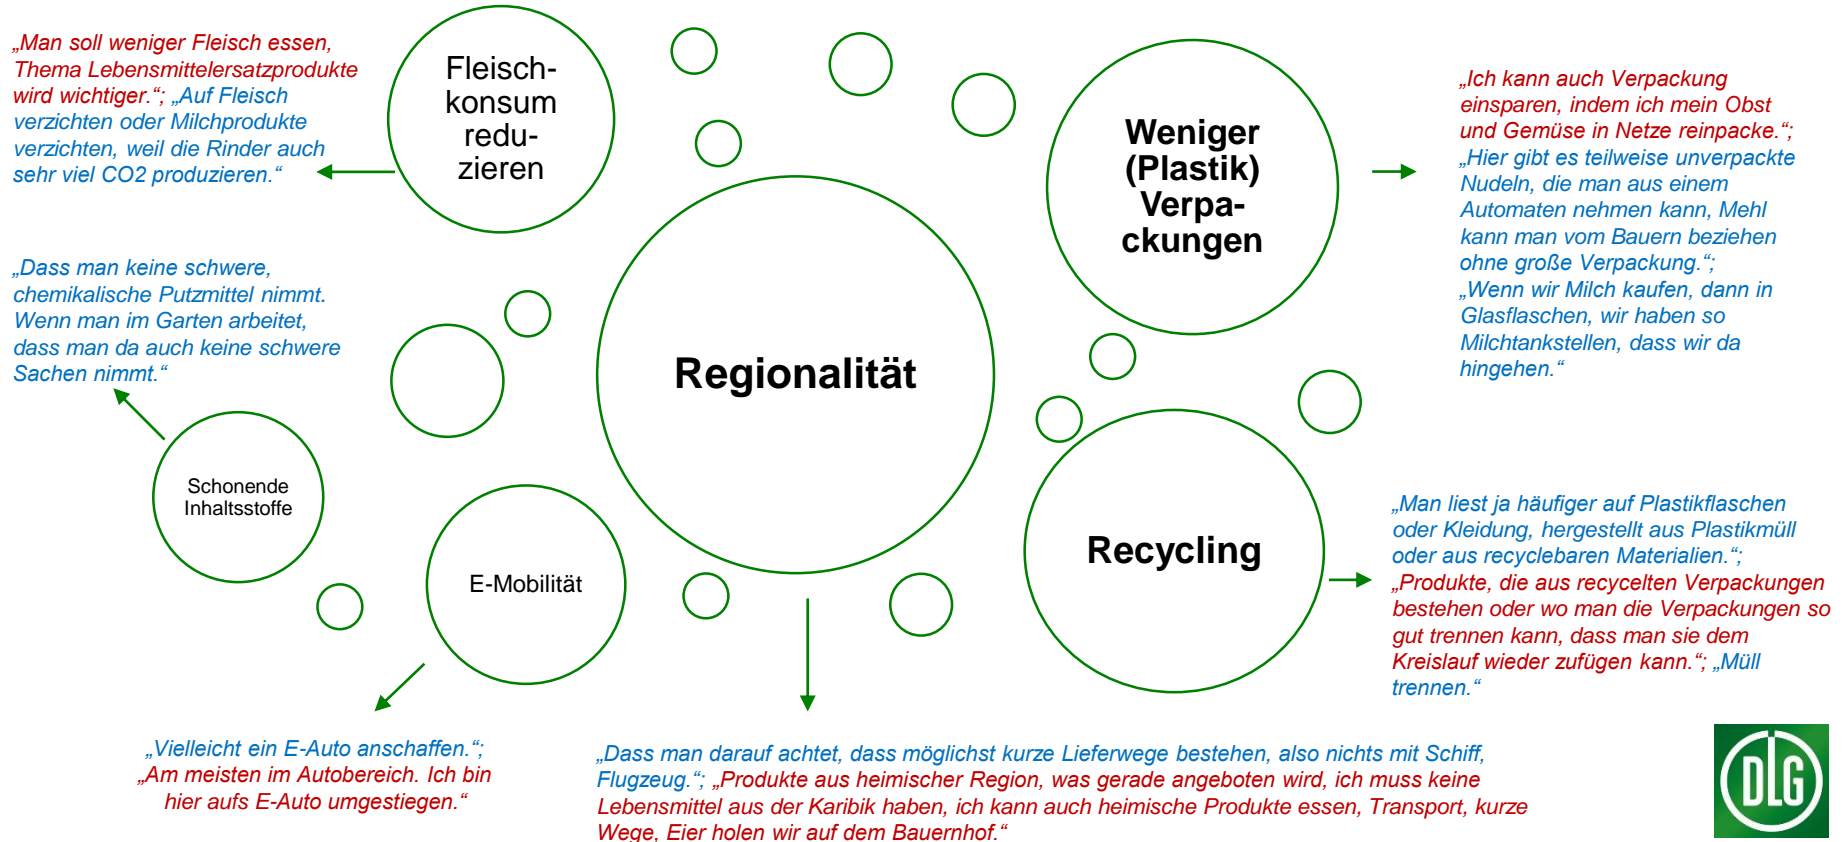 „Man soll weniger Fleisch essen,
Thema Lebensmittelersatzprodukte
wird wichtiger.“; „Auf Fleisch
verzichten oder Milchprodukte
verzichten, weil die Rinder auch
sehr viel CO2 produzieren.“
Fleisch-
konsum
redu-
zieren
Weniger
(Plastik)
Verpa-
ckungen
„Ich kann auch Verpackung
einsparen, indem ich mein Obst
und Gemüse in Netze reinpacke.“;
„Hier gibt es teilweise unverpackte
Nudeln, die man aus einem
Automaten nehmen kann, Mehl
kann man vom Bauern beziehen
ohne große Verpackung.“;
„Wenn wir Milch kaufen, dann in
Glasflaschen, wir haben so
Milchtankstellen, dass wir da
hingehen.“
„Dass man keine schwere,
chemikalische Putzmittel nimmt.
Wenn man im Garten arbeitet,
dass man da auch keine schwere
Sachen nimmt.“
Regionalität
Schonende
Inhaltsstoffe
E-Mobilität
Recycling
„Man liest ja häufiger auf Plastikflaschen
oder Kleidung, hergestellt aus Plastikmüll
oder aus recyclebaren Materialien.“;
„Produkte, die aus recycelten Verpackungen
bestehen oder wo man die Verpackungen so
gut trennen kann, dass man sie dem
Kreislauf wieder zufügen kann.“; „Müll
trennen.“
„Vielleicht ein E-Auto anschaffen.“;
„Am meisten im Autobereich. Ich bin
hier aufs E-Auto umgestiegen.“
„Dass man darauf achtet, dass möglichst kurze Lieferwege bestehen, also nichts mit Schiff,
Flugzeug.“; „Produkte aus heimischer Region, was gerade angeboten wird, ich muss keine
Lebensmittel aus der Karibik haben, ich kann auch heimische Produkte essen, Transport, kurze
Wege, Eier holen wir auf dem Bauernhof.“
DLG